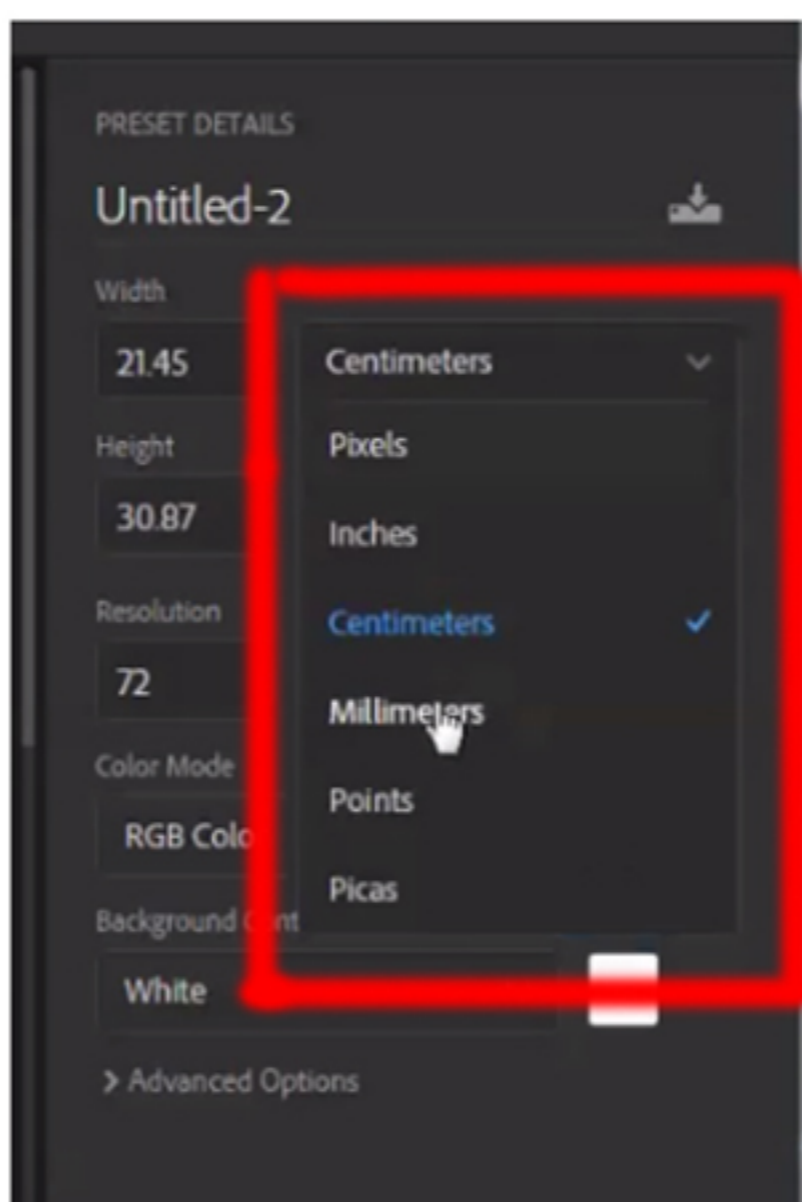 PRESET DETAILS
Untitled-2
Width
21.45
Centimeters
Pixels
Height
30.87
Inches
Resolution
Centimeters
72
Millimeters
Color Mode
Points
RGB Colo
Picas
Background
White
Advanced Options